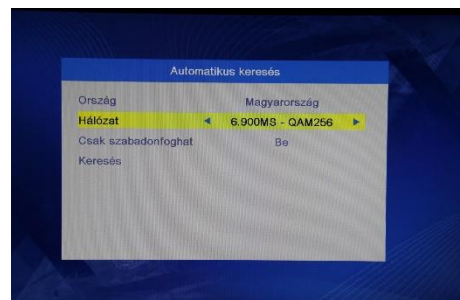 Automatikus keresés
Ország Magyarország
Hálózat 6.900MS - QAM256
Csak szabadonfoghat Be
Keresés